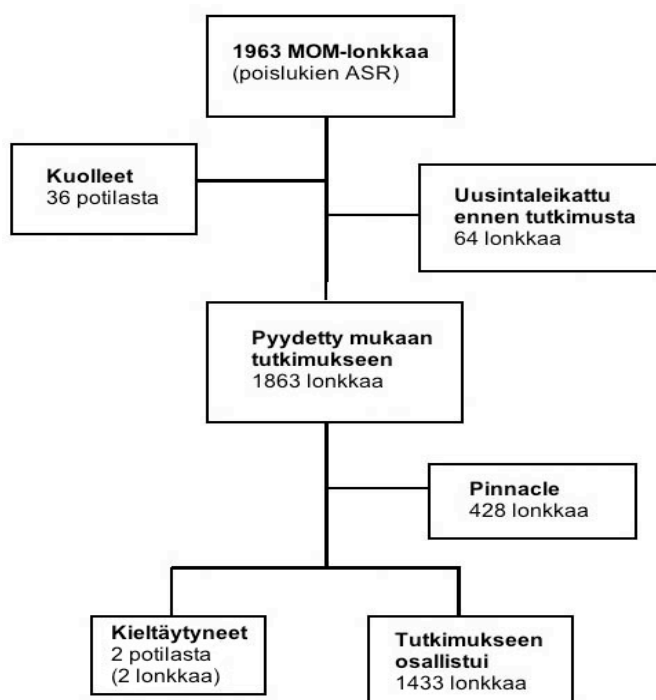 1963 MOM-lonkkaa
(poislukien ASR)
Kuolleet
36 potilasta
Uusintaleikattu
ennen tutkimusta
64 lonkkaa
Pyydetty mukaan
tutkimukseen
1863 lonkkaa
Pinnacle
428 lonkkaa
Kieltäytyneet
2 potilasta
(2 lonkkaa)
Tutkimukseen
osallistui
1433 lonkkaa